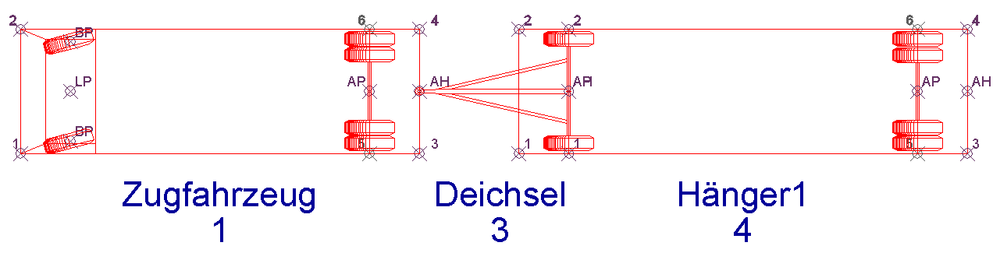 2 6 4 2 2 6 4
BP
LP AP AH AP AH
BP
1 5 3 1 1 5 3
Zugfahrzeug Deichsel Hänger1
1 3 4